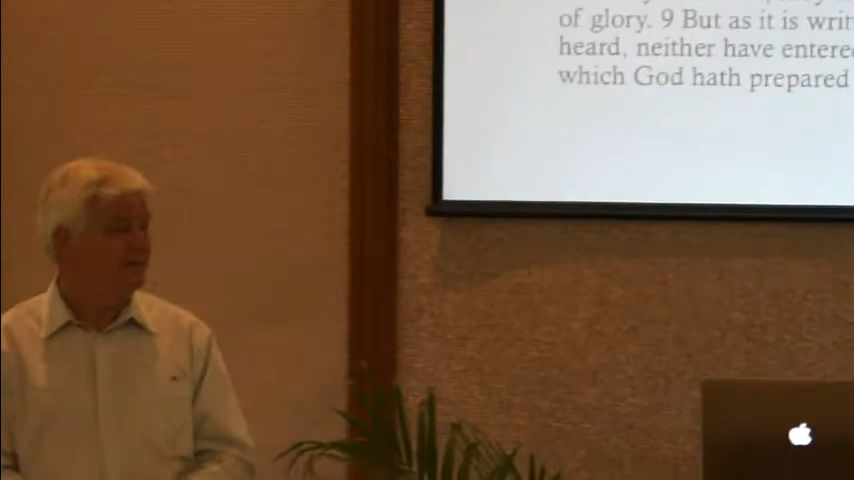 of glory. 9 But as it is writ
heard, neither have entere
which God hath prepared